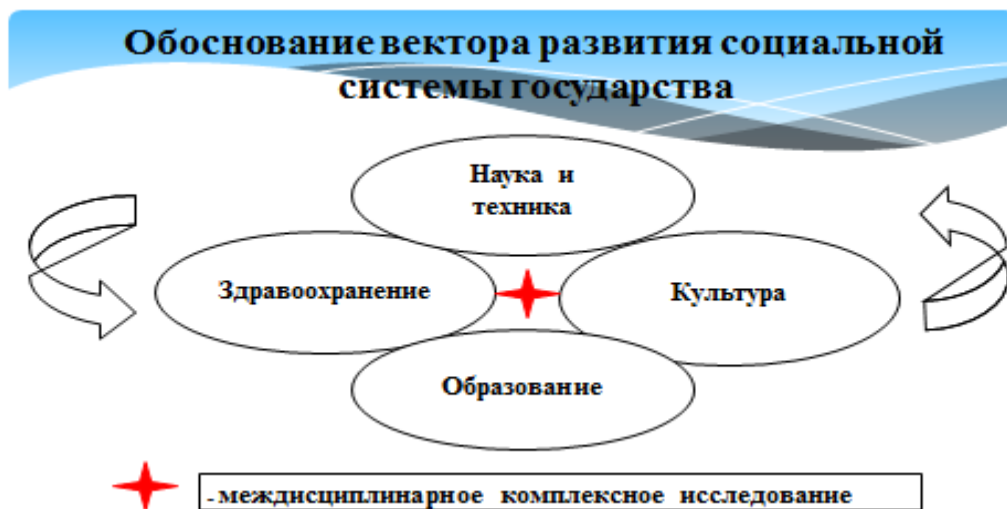 Обоснование вектора развития социальной
системы государства
Наука и
техника
Здравоохранение
Культура
Образование
- междисциплинарное комплексное исследование